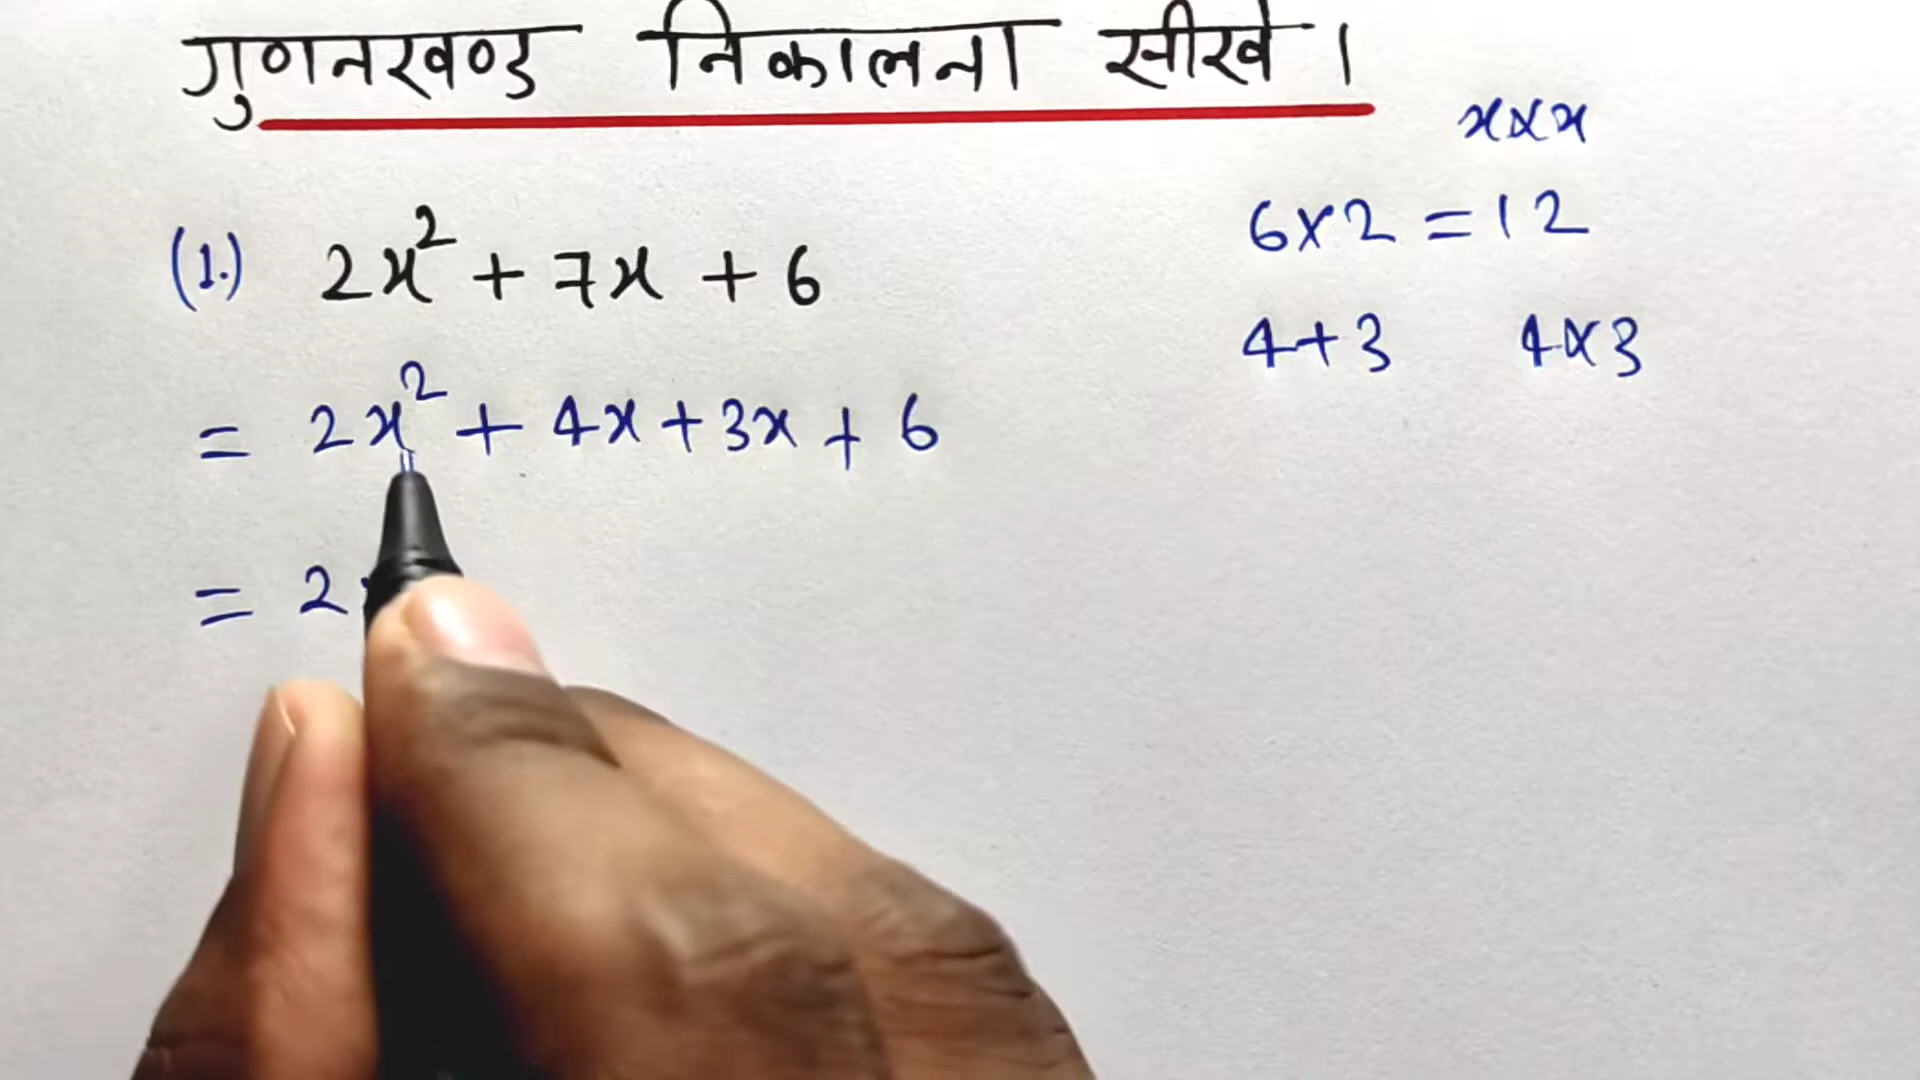 गुणनखण्ड निकालना सीखे।
x×x
(1.) 2x² + 7x + 6
6×2 = 12
4+3 4×3
= 2x² + 4x + 3x + 6
= 2